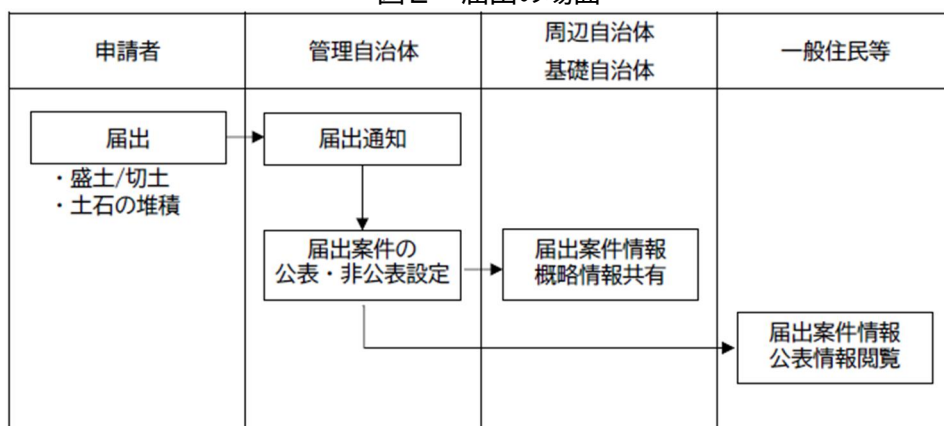 図2 届出の場面
申請者
管理自治体
周辺自治体
基礎自治体
一般住民等
届出
届出通知
・盛土/切土
・土石の堆積
届出案件の
公表・非公表設定
届出案件情報
概略情報共有
届出案件情報
公表情報閲覧